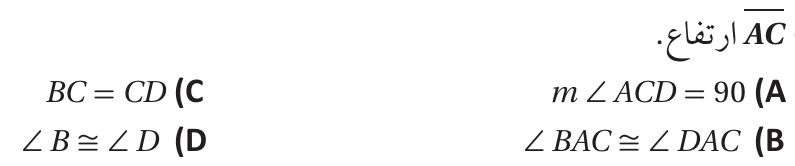 AC ارتفاع.
A) m ∠ ACD = 90 C) BC = CD
B) ∠ BAC ≅ ∠ DAC D) ∠ B ≅ ∠ D